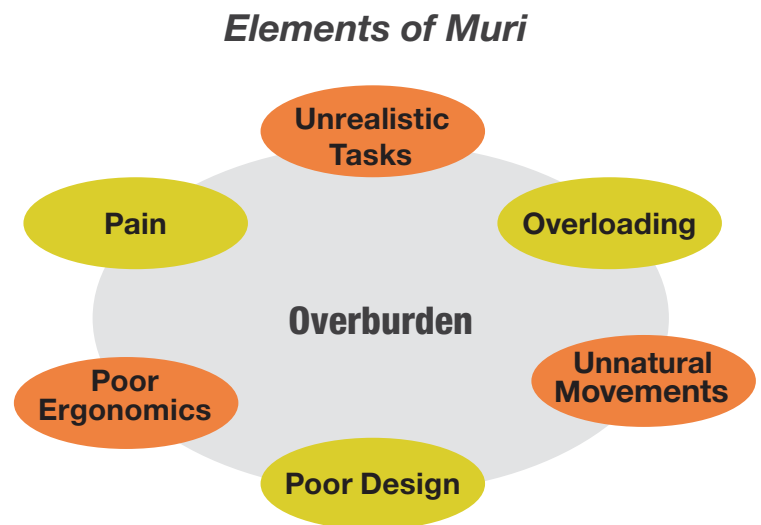 Elements of Muri
Unrealistic
Tasks
Pain
Overloading
Overburden
Poor
Ergonomics
Unnatural
Movements
Poor Design